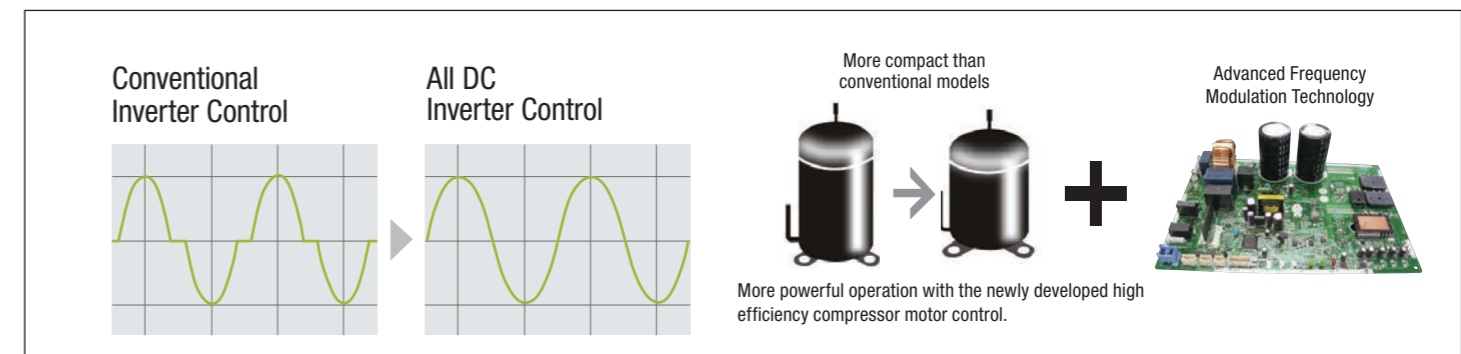 Conventional
Inverter Control
All DC
Inverter Control
More compact than
conventional models
Advanced Frequency
Modulation Technology
More powerful operation with the newly developed high
efficiency compressor motor control.